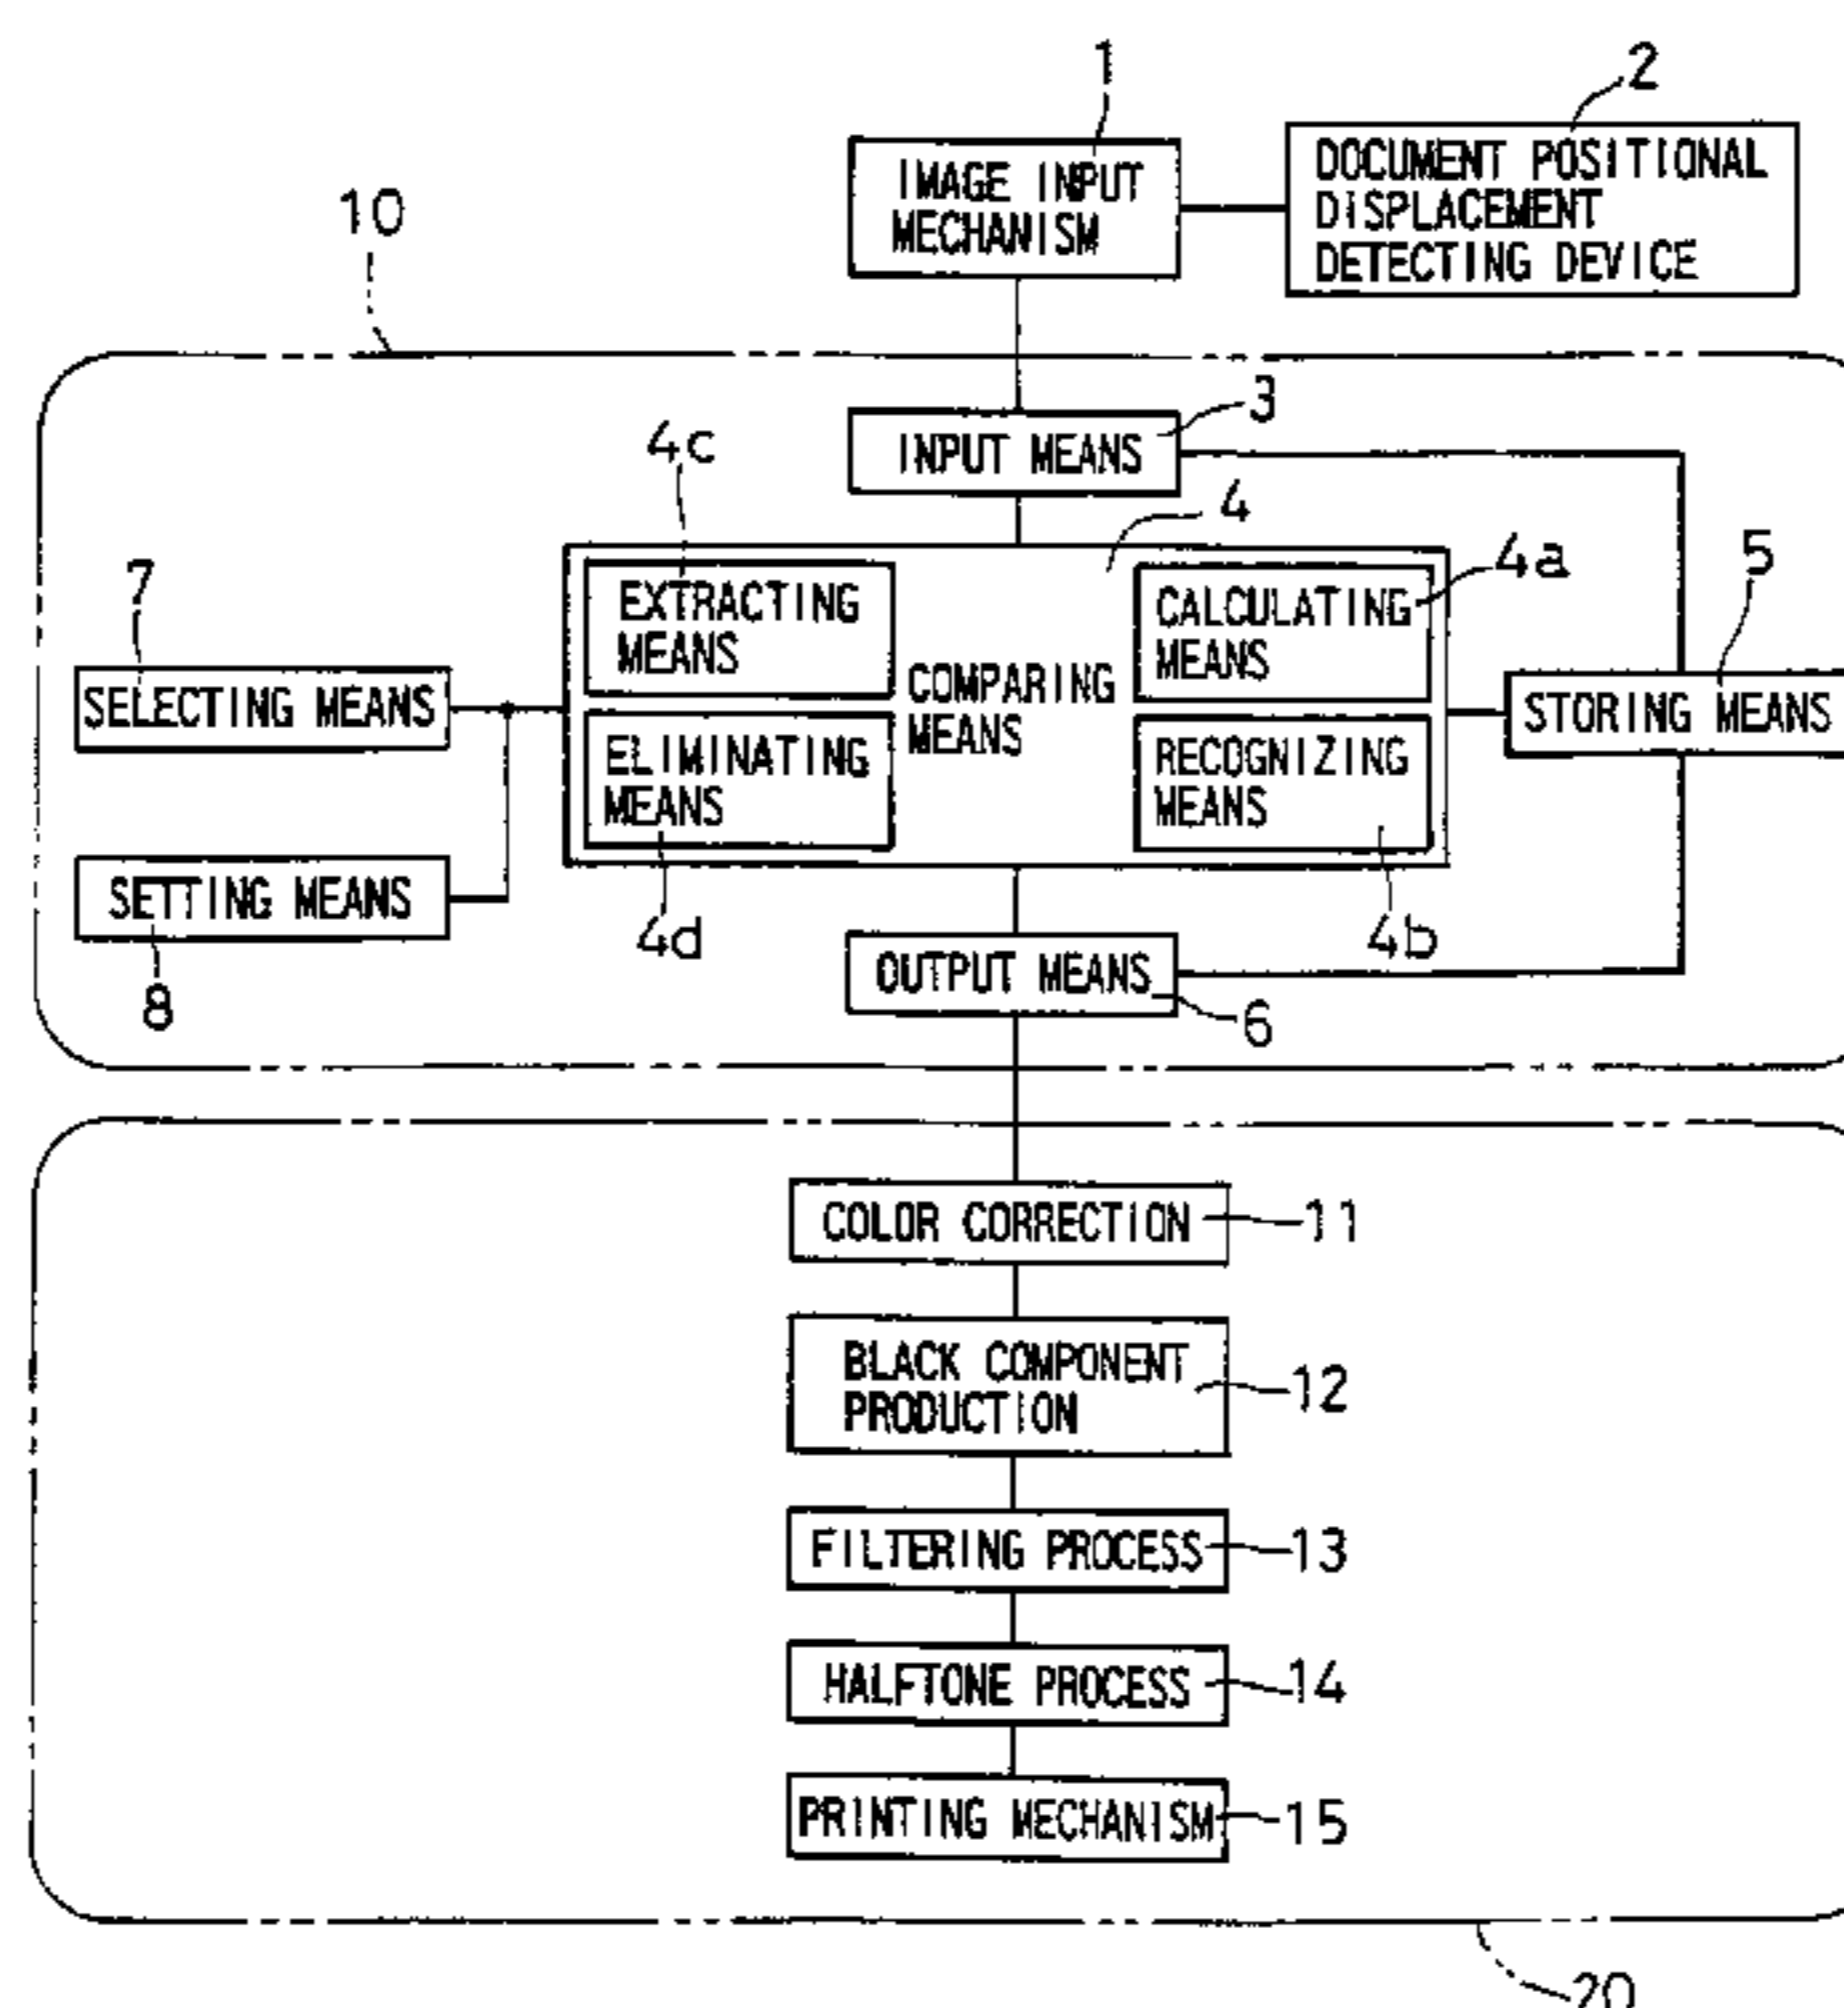 1
2
IMAGE INPUT
MECHANISM
DOCUMENT POSITIONAL
DISPLACEMENT
DETECTING DEVICE
10
3
INPUT MEANS
4c
4
4a
5
7
EXTRACTING
MEANS
CALCULATING
MEANS
COMPARING
MEANS
SELECTING MEANS
STORING MEANS
ELIMINATING
MEANS
RECOGNIZING
MEANS
SETTING MEANS
4d
4b
8
OUTPUT MEANS
6
COLOR CORRECTION
11
BLACK COMPONENT
PRODUCTION
12
FILTERING PROCESS
13
HALFTONE PROCESS
14
PRINTING MECHANISM
15
20